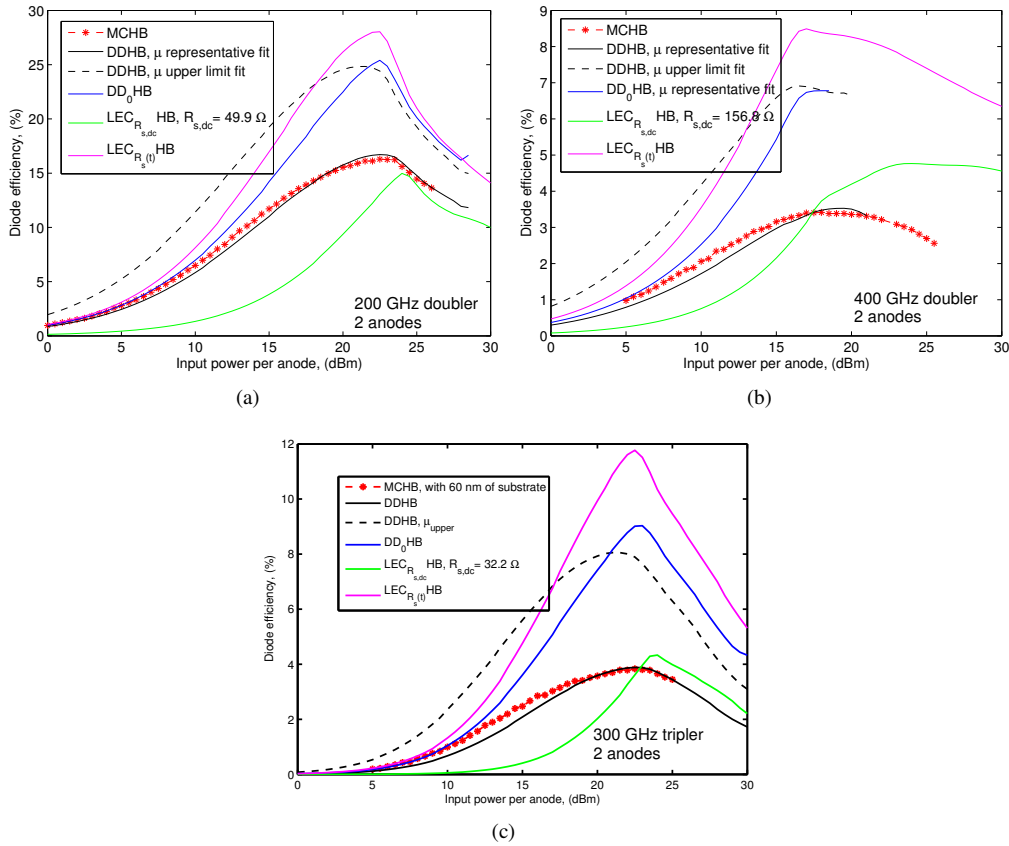 30
25
20
15
10
5
0
Diode efficiency, (%)
MCHB
DDHB, μ representative fit
DDHB, μ upper limit fit
DD0HB
LECRs,dc HB, Rs,dc= 49.9 Ω
LECRs(t)HB
200 GHz doubler
2 anodes
0 5 10 15 20 25 30
Input power per anode, (dBm)
(a)
9
8
7
6
5
4
3
2
1
0
Diode efficiency, (%)
MCHB
DDHB, μ representative fit
DDHB, μ upper limit fit
DD0HB, μ representative fit
LECRs,dc HB, Rs,dc= 156.8 Ω
LECRs(t)HB
400 GHz doubler
2 anodes
0 5 10 15 20 25 30
Input power per anode, (dBm)
(b)
12
10
8
6
4
2
0
Diode efficiency, (%)
MCHB, with 60 nm of substrate
DDHB
DDHB, μupper
DD0HB
LECRs,dc HB, Rs,dc= 32.2 Ω
LECRs(t)HB
300 GHz tripler
2 anodes
0 5 10 15 20 25 30
Input power per anode, (dBm)
(c)